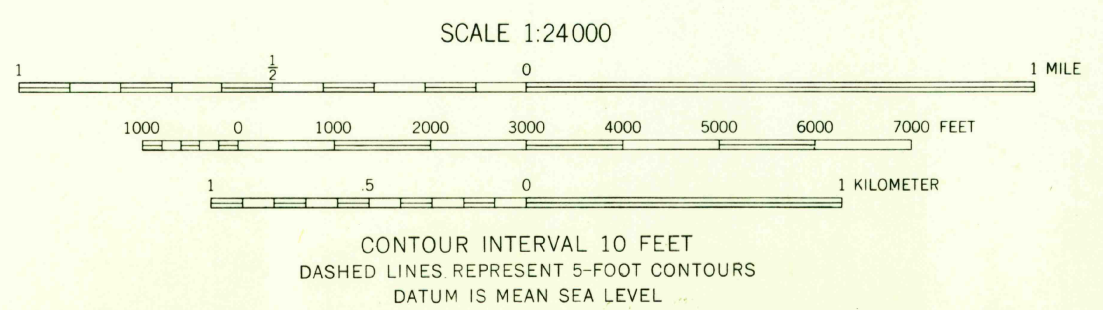 SCALE 1:24000
1 1/2 0 1 MILE
1000 0 1000 2000 3000 4000 5000 6000 7000 FEET
1 .5 0 1 KILOMETER
CONTOUR INTERVAL 10 FEET
DASHED LINES REPRESENT 5-FOOT CONTOURS
DATUM IS MEAN SEA LEVEL